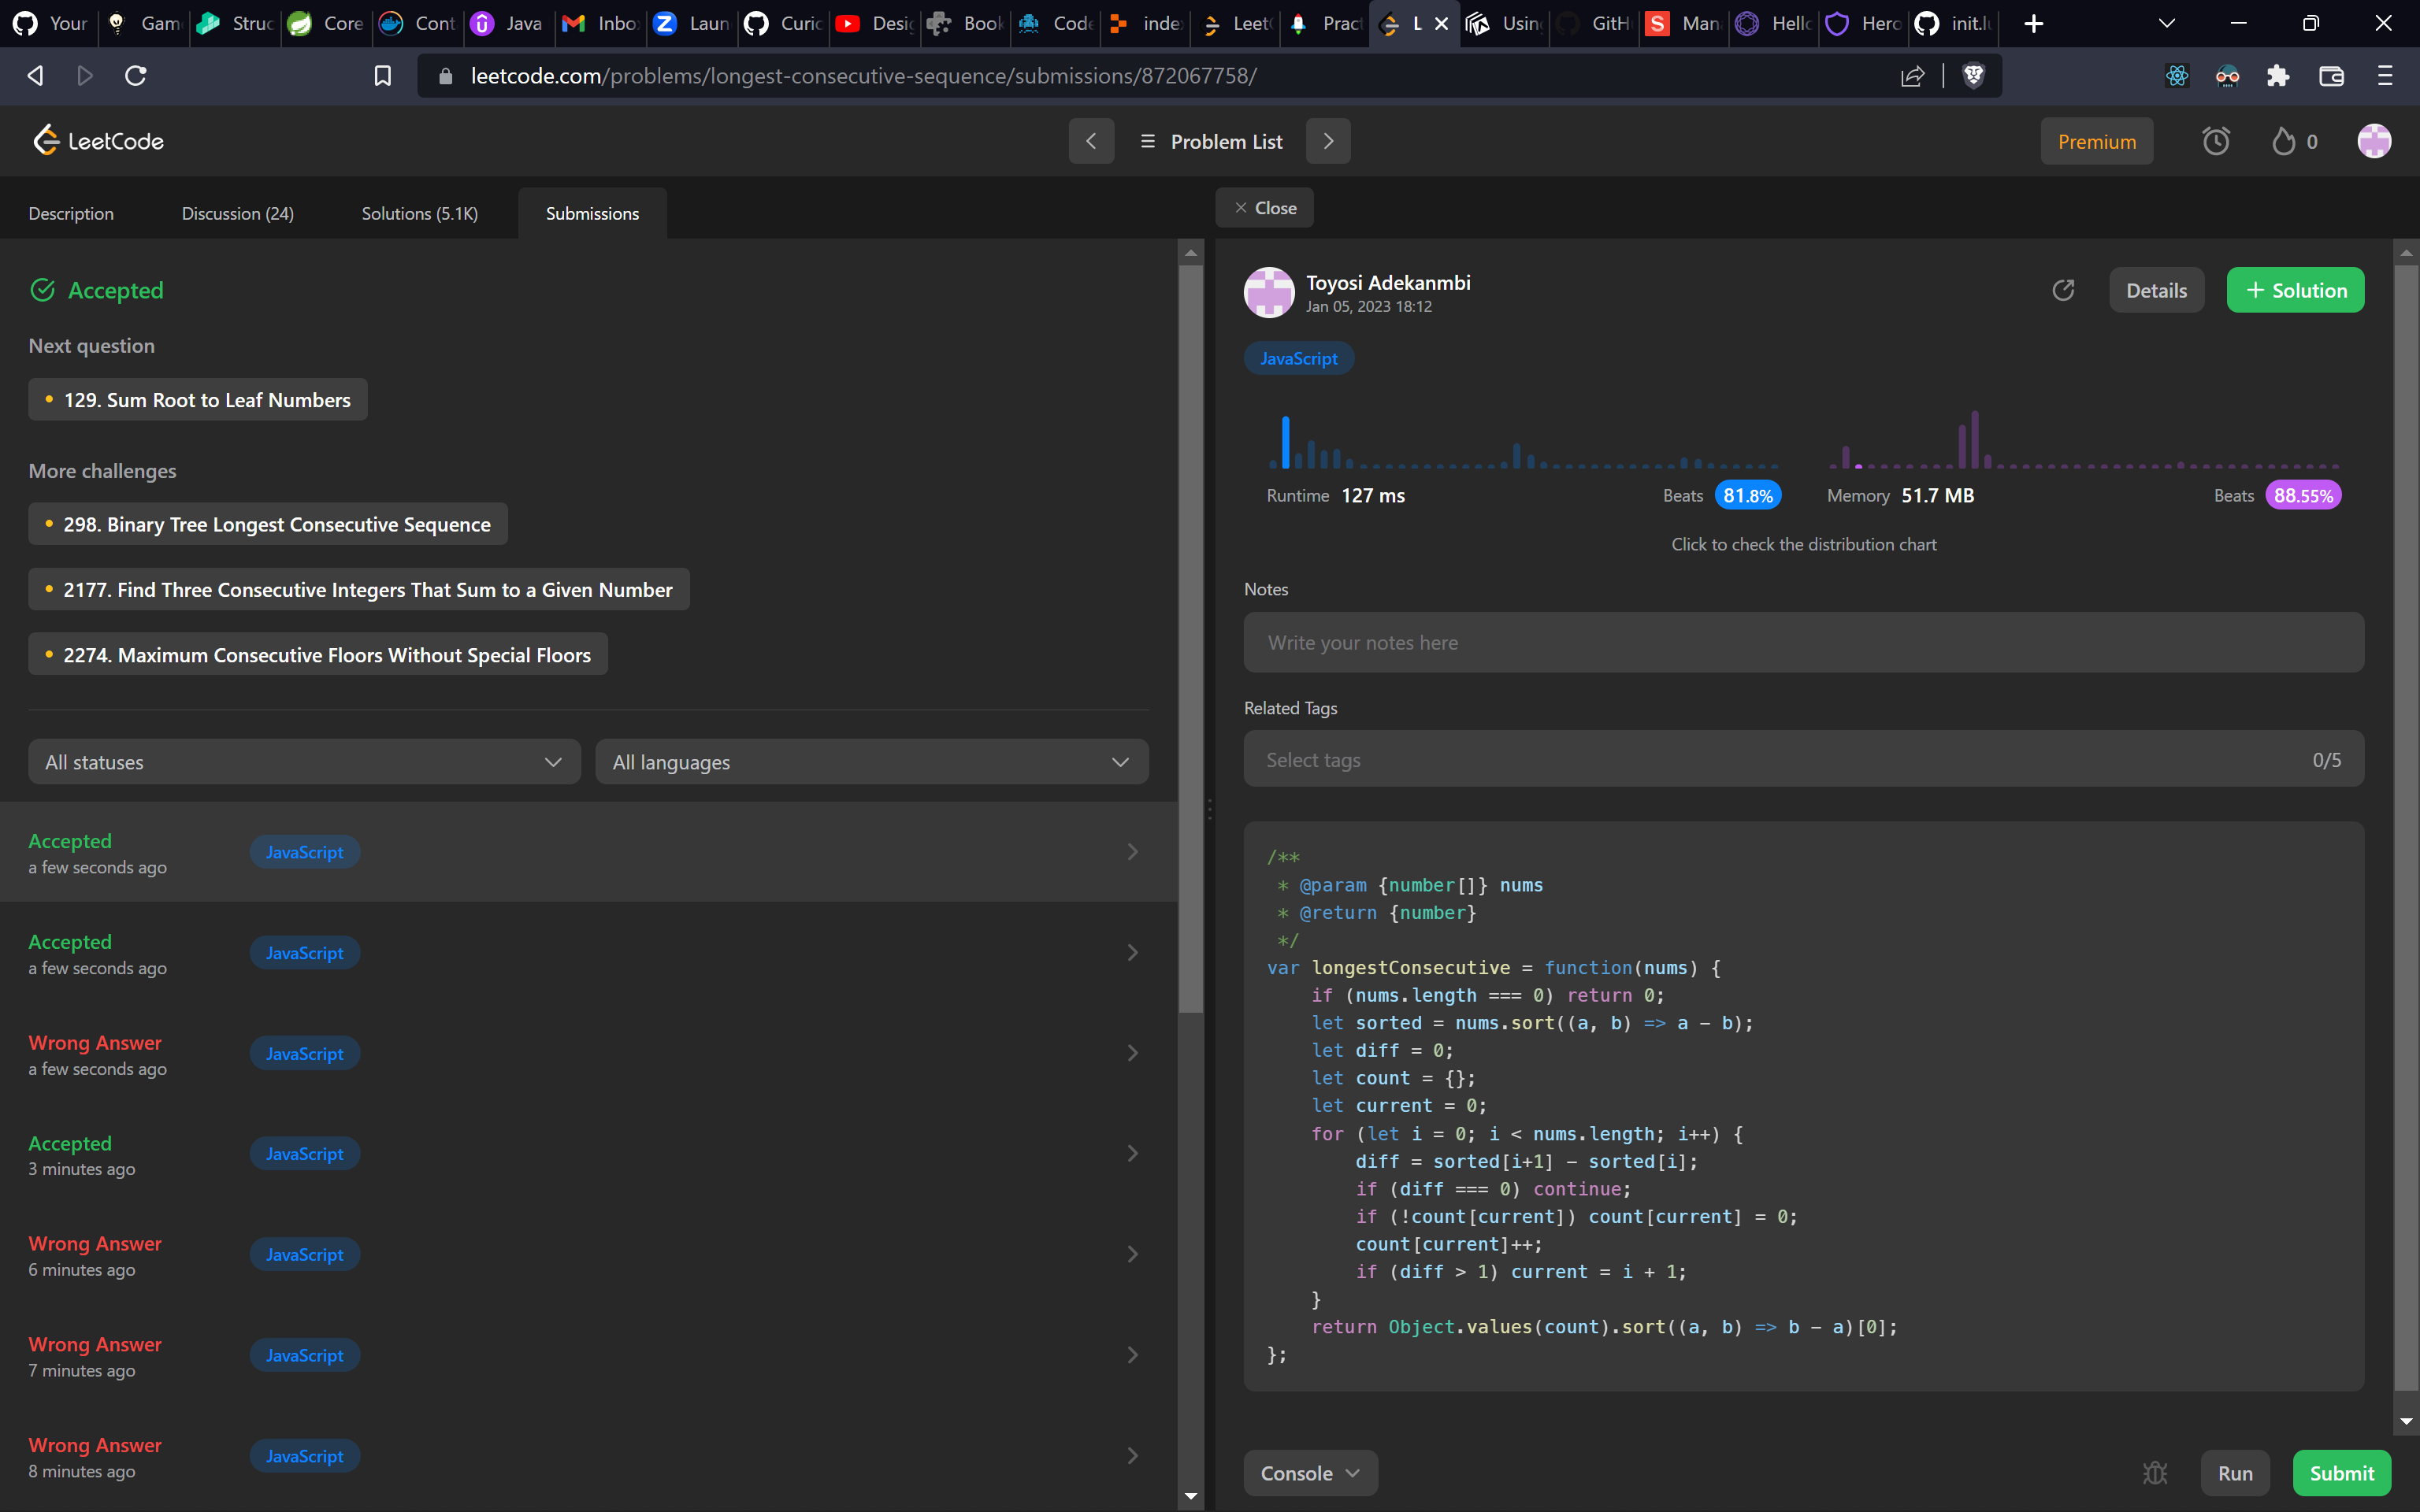 Your
Gam
Struc
Core
Cont
Java
Inbo
Laun
Curic
Desig
Book
Code
inde
LeetC
Pract
L
Using
GitH
Man
Hello
Hero
init.lu
leetcode.com/problems/longest-consecutive-sequence/submissions/872067758/
LeetCode
Problem List
Premium
0
Description
Discussion (24)
Solutions (5.1K)
Submissions
Close
Accepted
Next question
129. Sum Root to Leaf Numbers
More challenges
298. Binary Tree Longest Consecutive Sequence
2177. Find Three Consecutive Integers That Sum to a Given Number
2274. Maximum Consecutive Floors Without Special Floors
All statuses
All languages
Accepted
a few seconds ago
JavaScript
Accepted
a few seconds ago
JavaScript
Wrong Answer
a few seconds ago
JavaScript
Accepted
3 minutes ago
JavaScript
Wrong Answer
6 minutes ago
JavaScript
Wrong Answer
7 minutes ago
JavaScript
Wrong Answer
8 minutes ago
JavaScript
Toyosi Adekanmbi
Jan 05, 2023 18:12
Details
+ Solution
JavaScript
Runtime 127 ms
Beats 81.8%
Memory 51.7 MB
Beats 88.55%
Click to check the distribution chart
Notes
Write your notes here
Related Tags
Select tags
0/5
/**
 * @param {number[]} nums
 * @return {number}
 */
var longestConsecutive = function(nums) {
    if (nums.length === 0) return 0;
    let sorted = nums.sort((a, b) => a - b);
    let diff = 0;
    let count = {};
    let current = 0;
    for (let i = 0; i < nums.length; i++) {
        diff = sorted[i+1] - sorted[i];
        if (diff === 0) continue;
        if (!count[current]) count[current] = 0;
        count[current]++;
        if (diff > 1) current = i + 1;
    }
    return Object.values(count).sort((a, b) => b - a)[0];
};
Console
Run
Submit